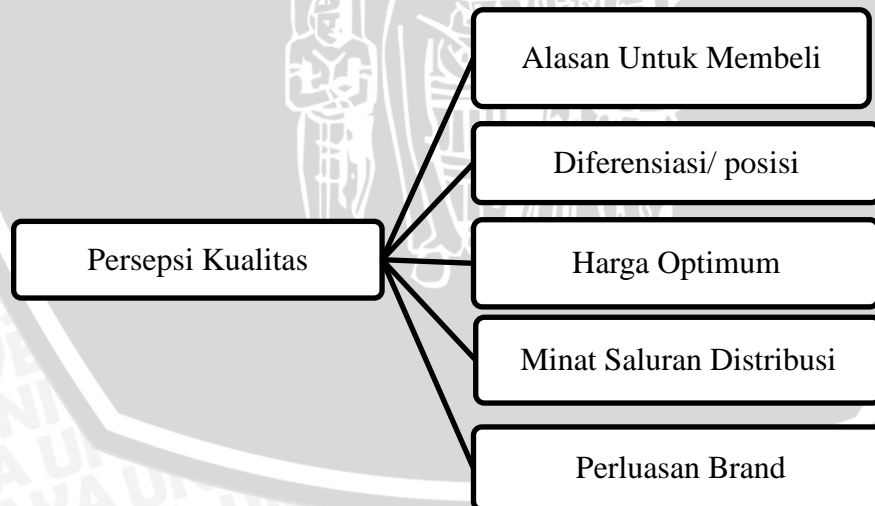 Alasan Untuk Membeli
Diferensiasi/ posisi
Persepsi Kualitas
Harga Optimum
Minat Saluran Distribusi
Perluasan Brand